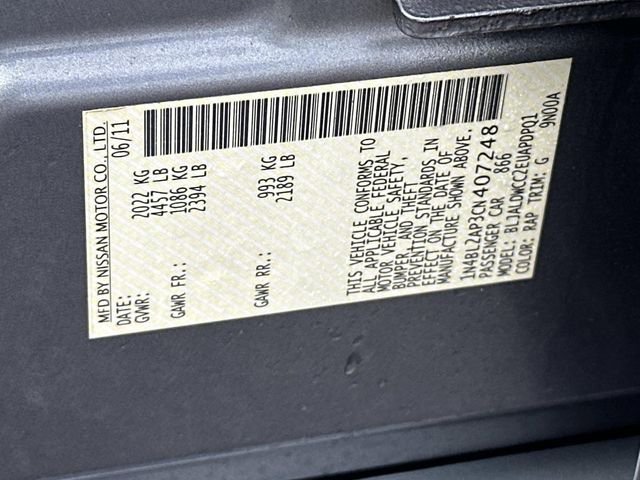 MFD BY NISSAN MOTOR CO., LTD.
DATE: 06/11
GVWR: 2022 KG
4457 LB
GAWR FR.: 1086 KG
2394 LB
GAWR RR.: 993 KG
2189 LB
THIS VEHICLE CONFORMS TO
ALL APPLICABLE FEDERAL
MOTOR VEHICLE SAFETY,
BUMPER, AND THEFT
PREVENTION STANDARDS IN
EFFECT ON THE DATE OF
MANUFACTURE SHOWN ABOVE.
1N4BL2AP3CN407248
PASSENGER CAR 866
MODEL: BLJALDWCC2EUAPDPQ1
COLOR: RAP TRIM: G 9N00A